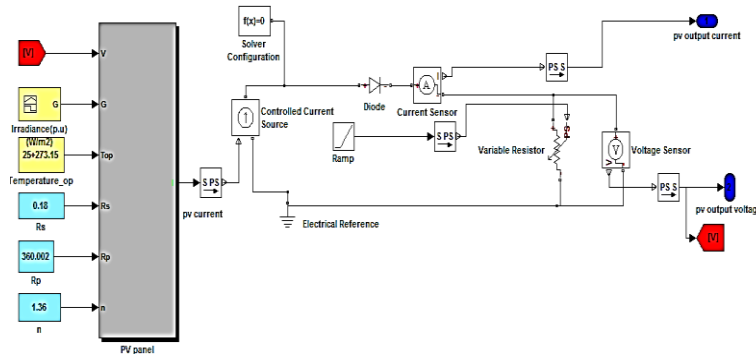 [V]
V
G
G
Irradiance(p.u)
(W/m2)
25+273.15
Top
Temperature_op
0.18
Rs
Rs
360.002
Rp
Rp
1.36
n
n
PV panel
S PS
pv current
f(x)=0
Solver
Configuration
Controlled Current
Source
Diode
A
I
Current Sensor
PS S
pv output current
Ramp
S PS
PS
Variable Resistor
V
V
Voltage Sensor
PS S
pv output voltag
[V]
Electrical Reference